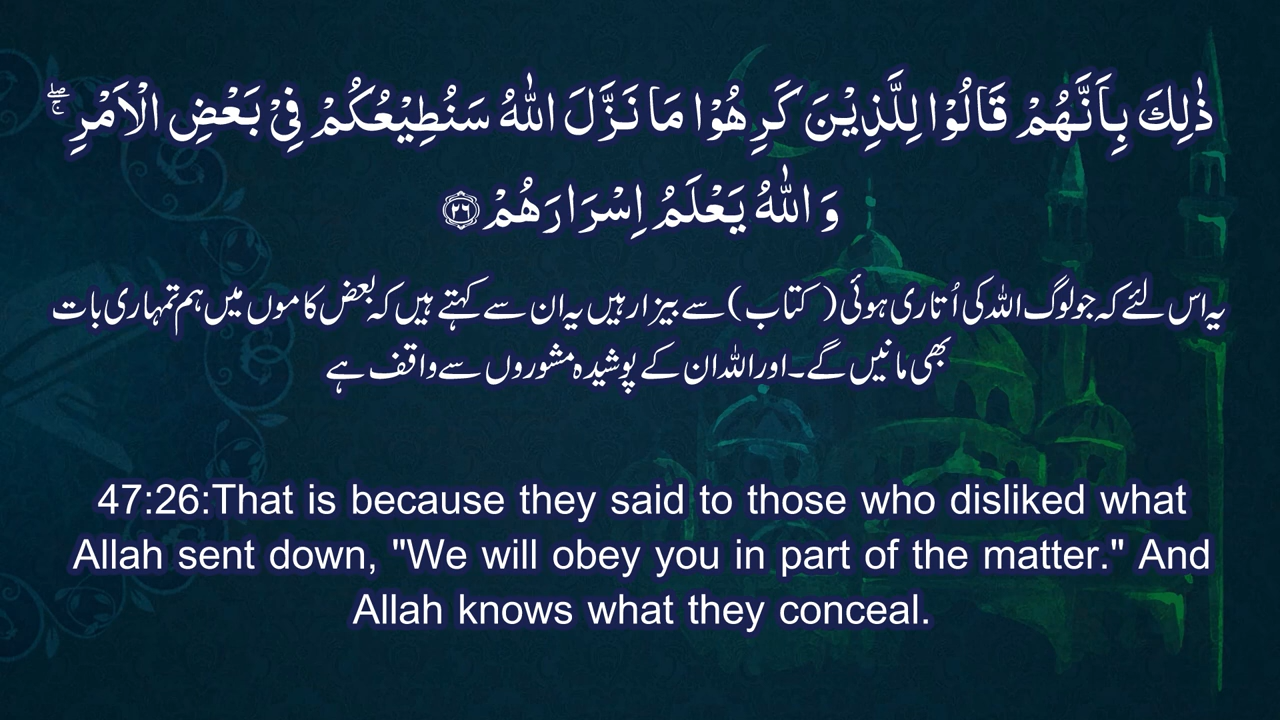 ذٰلِكَ بِاَنَّهُمْ قَالُوْا لِلَّذِيْنَ كَرِهُوْا مَا نَزَّلَ اللّٰهُ سَنُطِيْعُكُمْ فِيْ بَعْضِ الْاَمْرِ ۖۚ
وَ اللّٰهُ يَعْلَمُ اِسْرَارَهُمْ ۝۲۶
یہ اس لئے کہ جو لوگ اللہ کی اُتاری ہوئی (کتاب) سے بیزار ہیں یہ ان سے کہتے ہیں کہ بعض کاموں میں ہم تمہاری بات
بھی مانیں گے۔ اور اللہ ان کے پوشیدہ مشوروں سے واقف ہے
47:26:That is because they said to those who disliked what
Allah sent down, "We will obey you in part of the matter." And
Allah knows what they conceal.